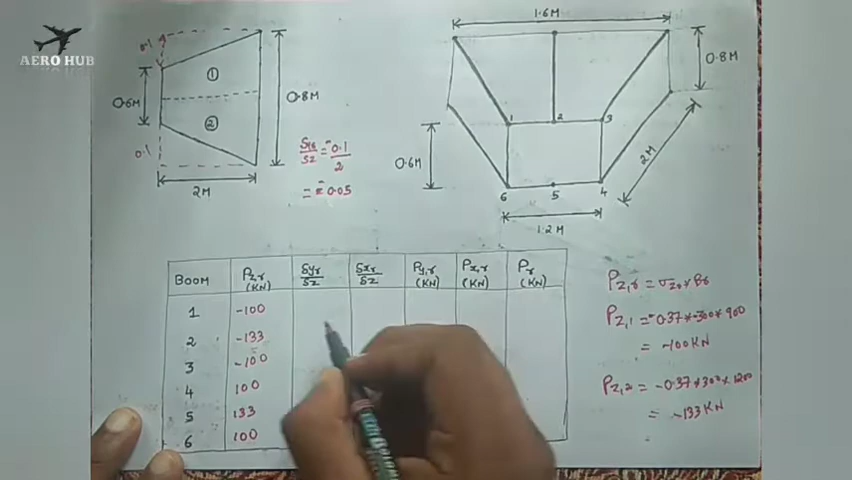 AERO HUB
0.1
0.6M
①
②
0.8M
0.1
2M
δyr/δz = -0.1/2
= -0.05
1.6M
0.8M
1 2 3
0.6M
2M
6 5 4
1.2M
BOOM Pz,r (KN) δyr/δz δxr/δz Py,r (KN) Px,r (KN) Pr (KN)
1 -100
2 -133
3 -100
4 100
5 133
6 100
Pz,r = σz,r × Br
Pz,1 = -0.37 × 300 × 900
= -100 KN
Pz,2 = -0.37 × 300 × 1200
= -133 KN